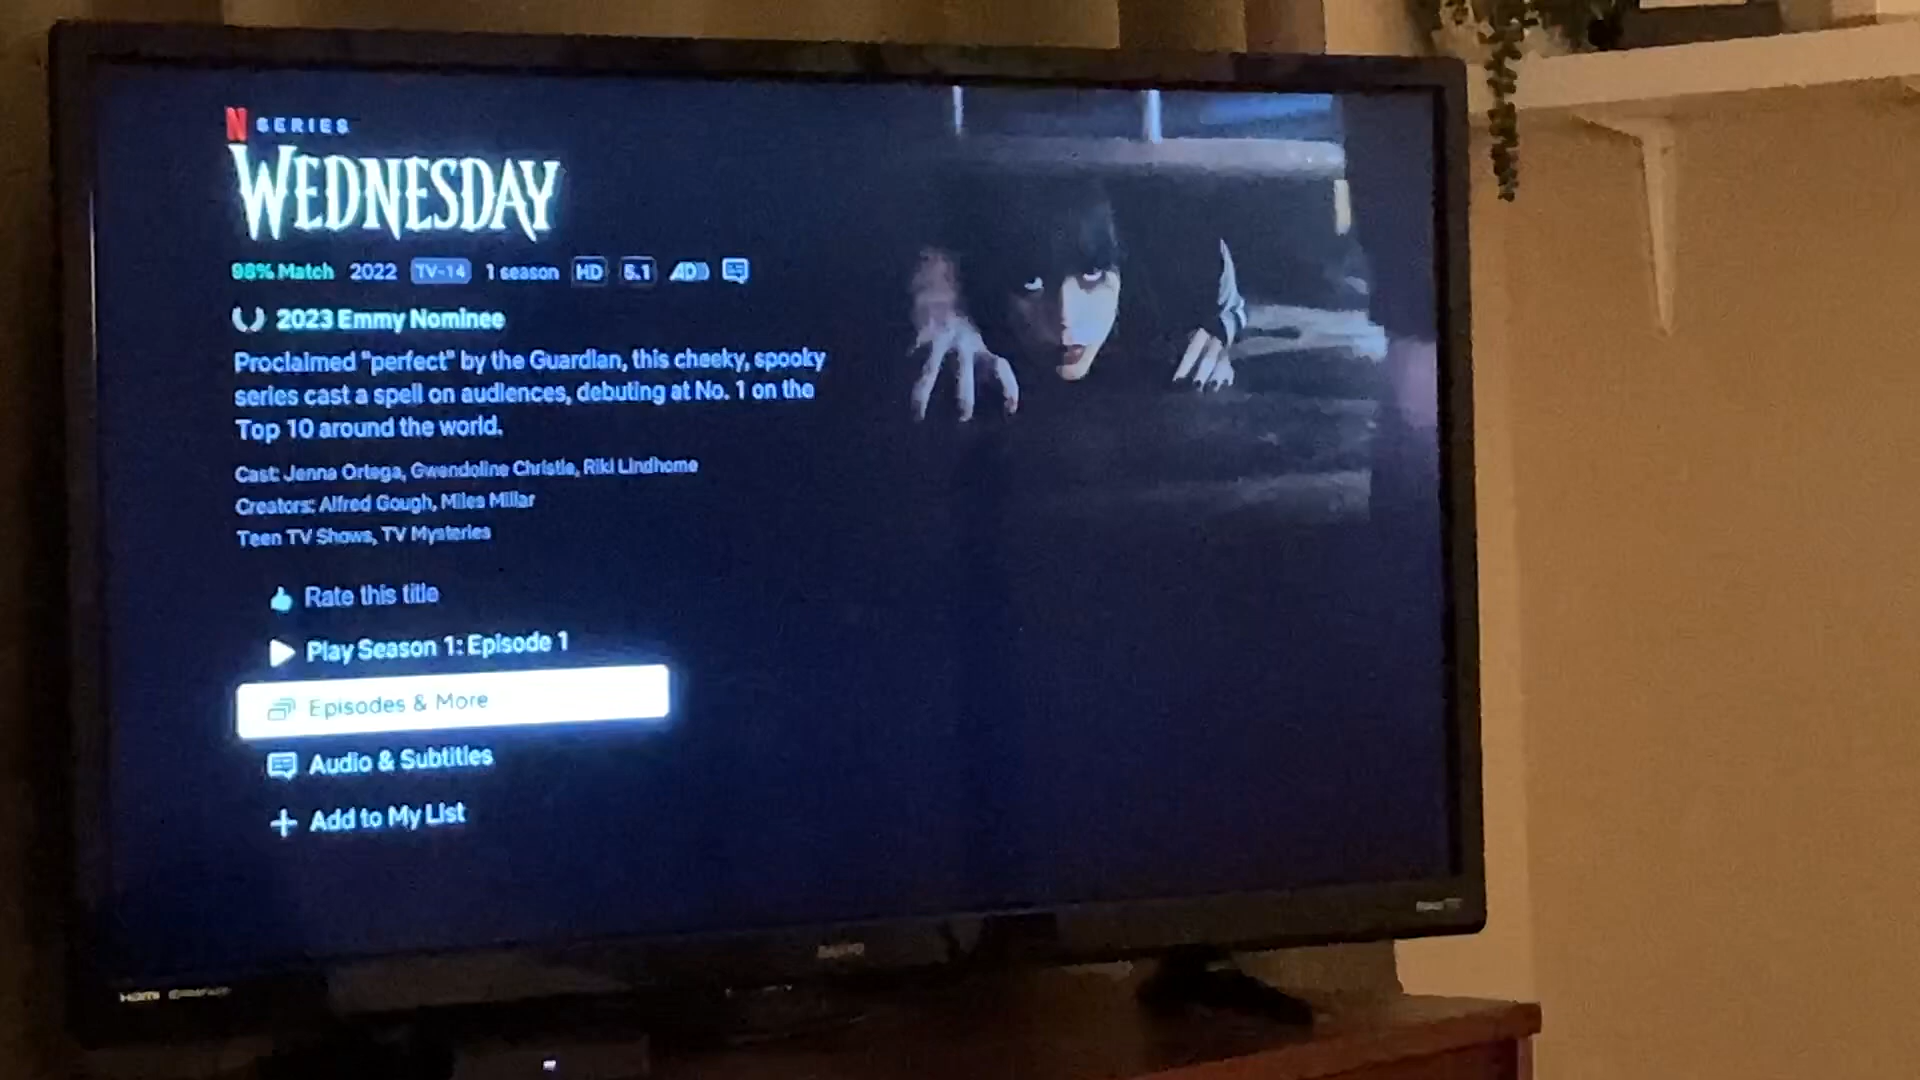 N SERIES
WEDNESDAY
98% Match 2022 TV-14 1 season HD 5.1 AD
2023 Emmy Nominee
Proclaimed "perfect" by the Guardian, this cheeky, spooky
series cast a spell on audiences, debuting at No. 1 on the
Top 10 around the world.
Cast: Jenna Ortega, Gwendoline Christie, Riki Lindhome
Creators: Alfred Gough, Miles Millar
Teen TV Shows, TV Mysteries
Rate this title
Play Season 1: Episode 1
Episodes & More
Audio & Subtitles
Add to My List
HDMI